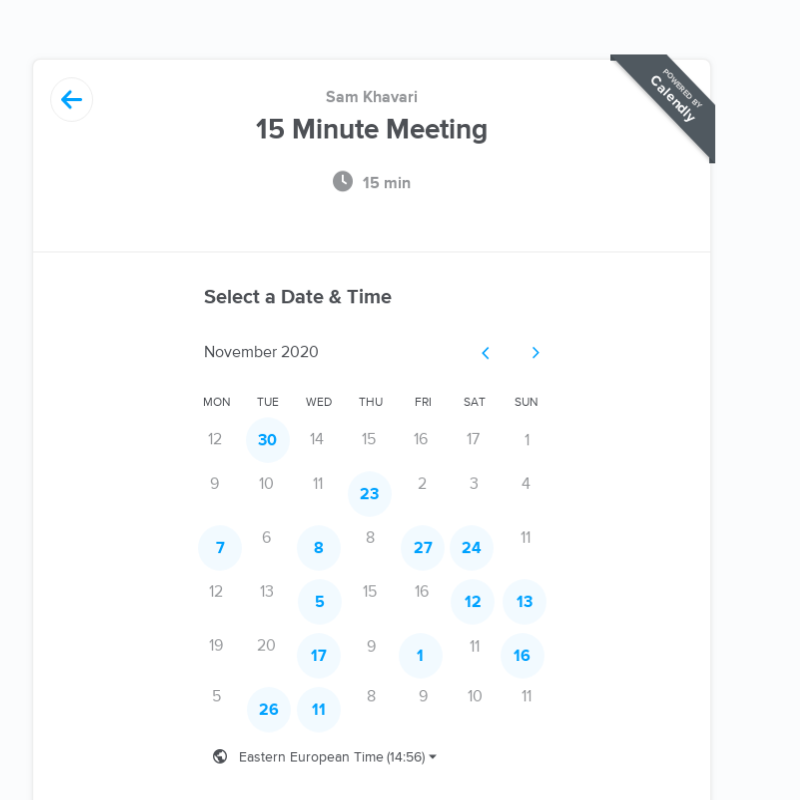 POWERED BY
Calendly
Sam Khavari
15 Minute Meeting
15 min
Select a Date & Time
November 2020
MON TUE WED THU FRI SAT SUN
12 30 14 15 16 17 1
9 10 11 23 2 3 4
7 6 8 8 27 24 11
12 13 5 15 16 12 13
19 20 17 9 1 11 16
5 26 11 8 9 10 11
Eastern European Time (14:56)